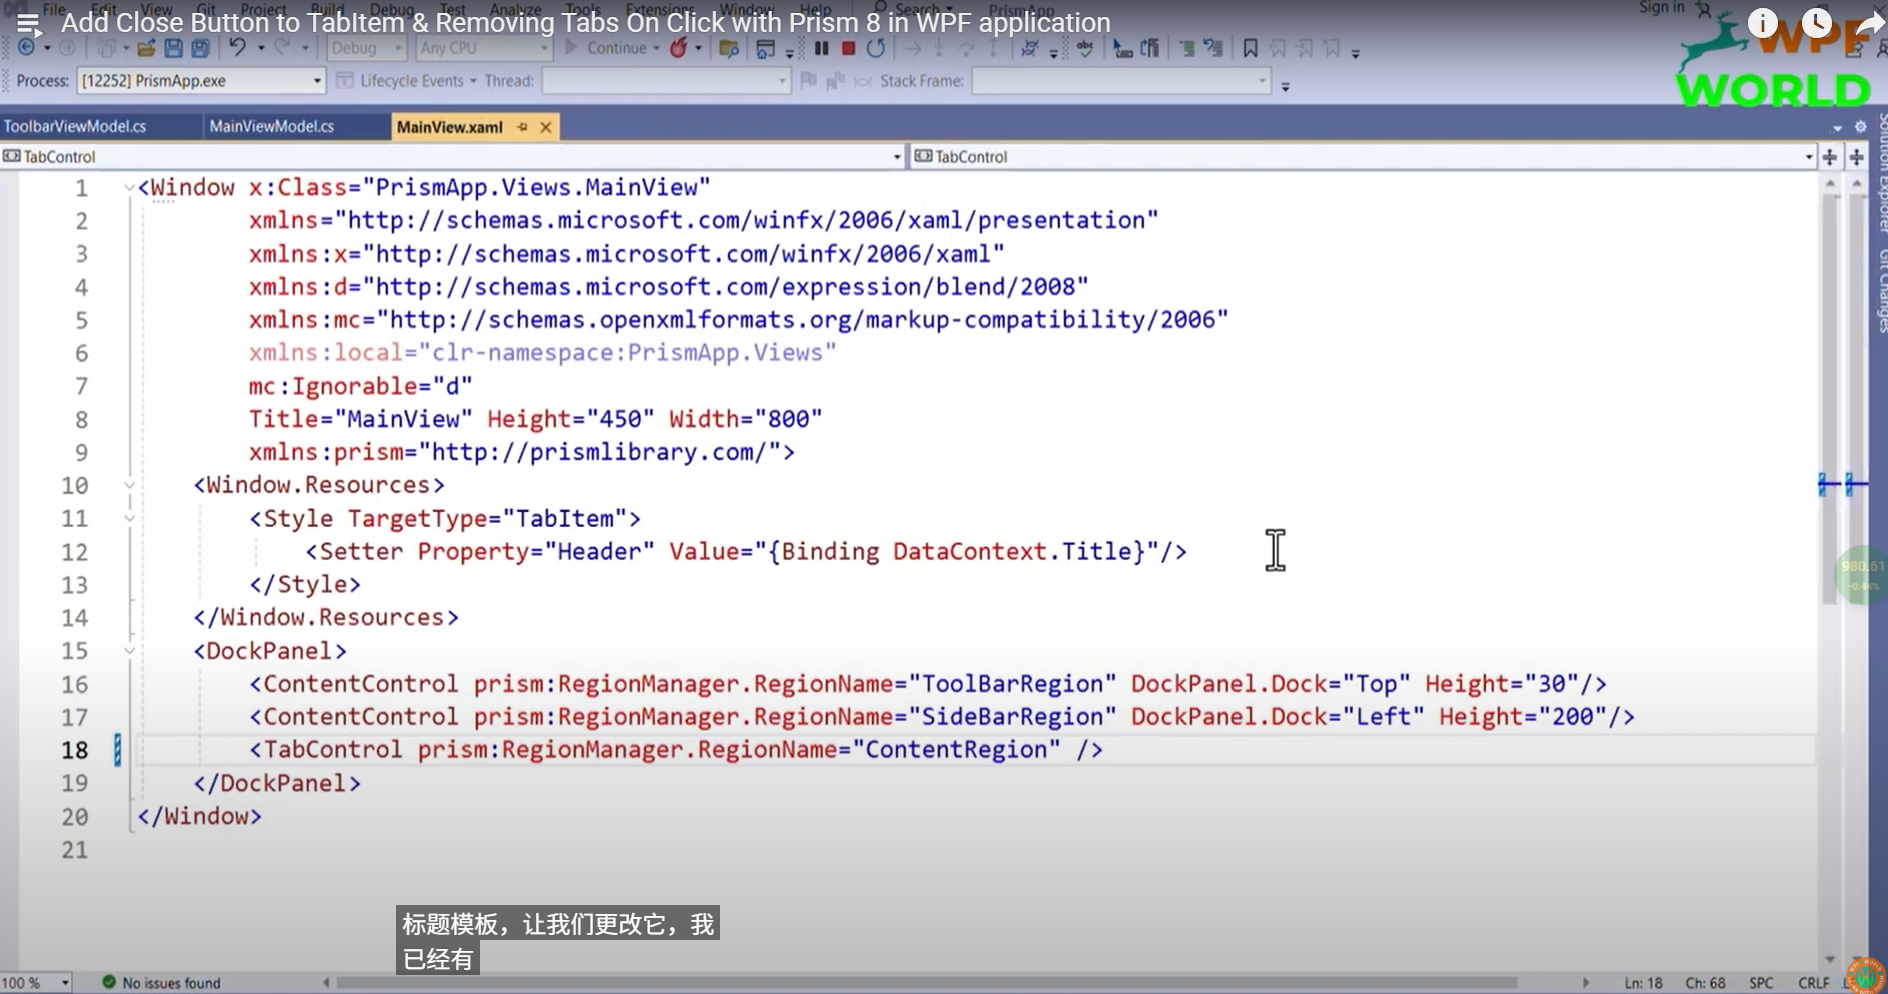 File Edit View Git Project Build Debug Test Analyze Tools Extensions Window Help Search PrismApp Sign in
Add Close Button to TabItem & Removing Tabs On Click with Prism 8 in WPF application
Debug Any CPU Continue
WPF
WORLD
Process: [12252] PrismApp.exe Lifecycle Events Thread: Stack Frame:
ToolbarViewModel.cs MainViewModel.cs MainView.xaml
TabControl TabControl
Solution Explorer
Git Changes
1 <Window x:Class="PrismApp.Views.MainView"
2 xmlns="http://schemas.microsoft.com/winfx/2006/xaml/presentation"
3 xmlns:x="http://schemas.microsoft.com/winfx/2006/xaml"
4 xmlns:d="http://schemas.microsoft.com/expression/blend/2008"
5 xmlns:mc="http://schemas.openxmlformats.org/markup-compatibility/2006"
6 xmlns:local="clr-namespace:PrismApp.Views"
7 mc:Ignorable="d"
8 Title="MainView" Height="450" Width="800"
9 xmlns:prism="http://prismlibrary.com/">
10 <Window.Resources>
11 <Style TargetType="TabItem">
12 <Setter Property="Header" Value="{Binding DataContext.Title}"/>
13 </Style>
14 </Window.Resources>
15 <DockPanel>
16 <ContentControl prism:RegionManager.RegionName="ToolBarRegion" DockPanel.Dock="Top" Height="30"/>
17 <ContentControl prism:RegionManager.RegionName="SideBarRegion" DockPanel.Dock="Left" Height="200"/>
18 <TabControl prism:RegionManager.RegionName="ContentRegion" />
19 </DockPanel>
20 </Window>
21
980.61
-0.44%
标题模板，让我们更改它，我
已经有
100 % No issues found Ln: 18 Ch: 68 SPC CRLF